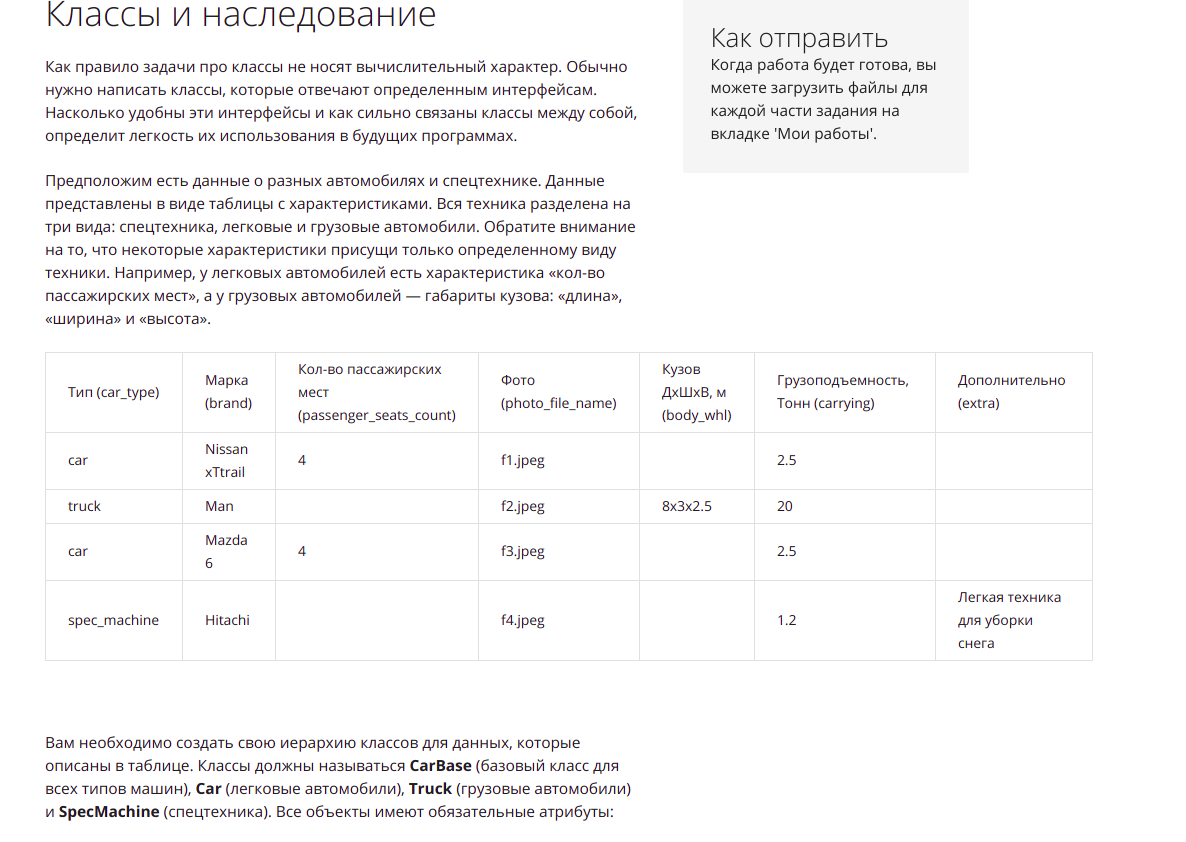 Классы и наследование
Как правило задачи про классы не носят вычислительный характер. Обычно
нужно написать классы, которые отвечают определенным интерфейсам.
Насколько удобны эти интерфейсы и как сильно связаны классы между собой,
определит легкость их использования в будущих программах.
Предположим есть данные о разных автомобилях и спецтехнике. Данные
представлены в виде таблицы с характеристиками. Вся техника разделена на
три вида: спецтехника, легковые и грузовые автомобили. Обратите внимание
на то, что некоторые характеристики присущи только определенному виду
техники. Например, у легковых автомобилей есть характеристика «кол-во
пассажирских мест», а у грузовых автомобилей — габариты кузова: «длина»,
«ширина» и «высота».
Как отправить
Когда работа будет готова, вы
можете загрузить файлы для
каждой части задания на
вкладке 'Мои работы'.
Тип (car_type)
Марка
(brand)
Кол-во пассажирских
мест
(passenger_seats_count)
Фото
(photo_file_name)
Кузов
ДхШхВ, м
(body_whl)
Грузоподъемность,
Тонн (carrying)
Дополнительно
(extra)
car
Nissan
xTtrail
4
f1.jpeg
2.5
truck
Man
f2.jpeg
8x3x2.5
20
car
Mazda
6
4
f3.jpeg
2.5
spec_machine
Hitachi
f4.jpeg
1.2
Легкая техника
для уборки
снега
Вам необходимо создать свою иерархию классов для данных, которые
описаны в таблице. Классы должны называться CarBase (базовый класс для
всех типов машин), Car (легковые автомобили), Truck (грузовые автомобили)
и SpecMachine (спецтехника). Все объекты имеют обязательные атрибуты: